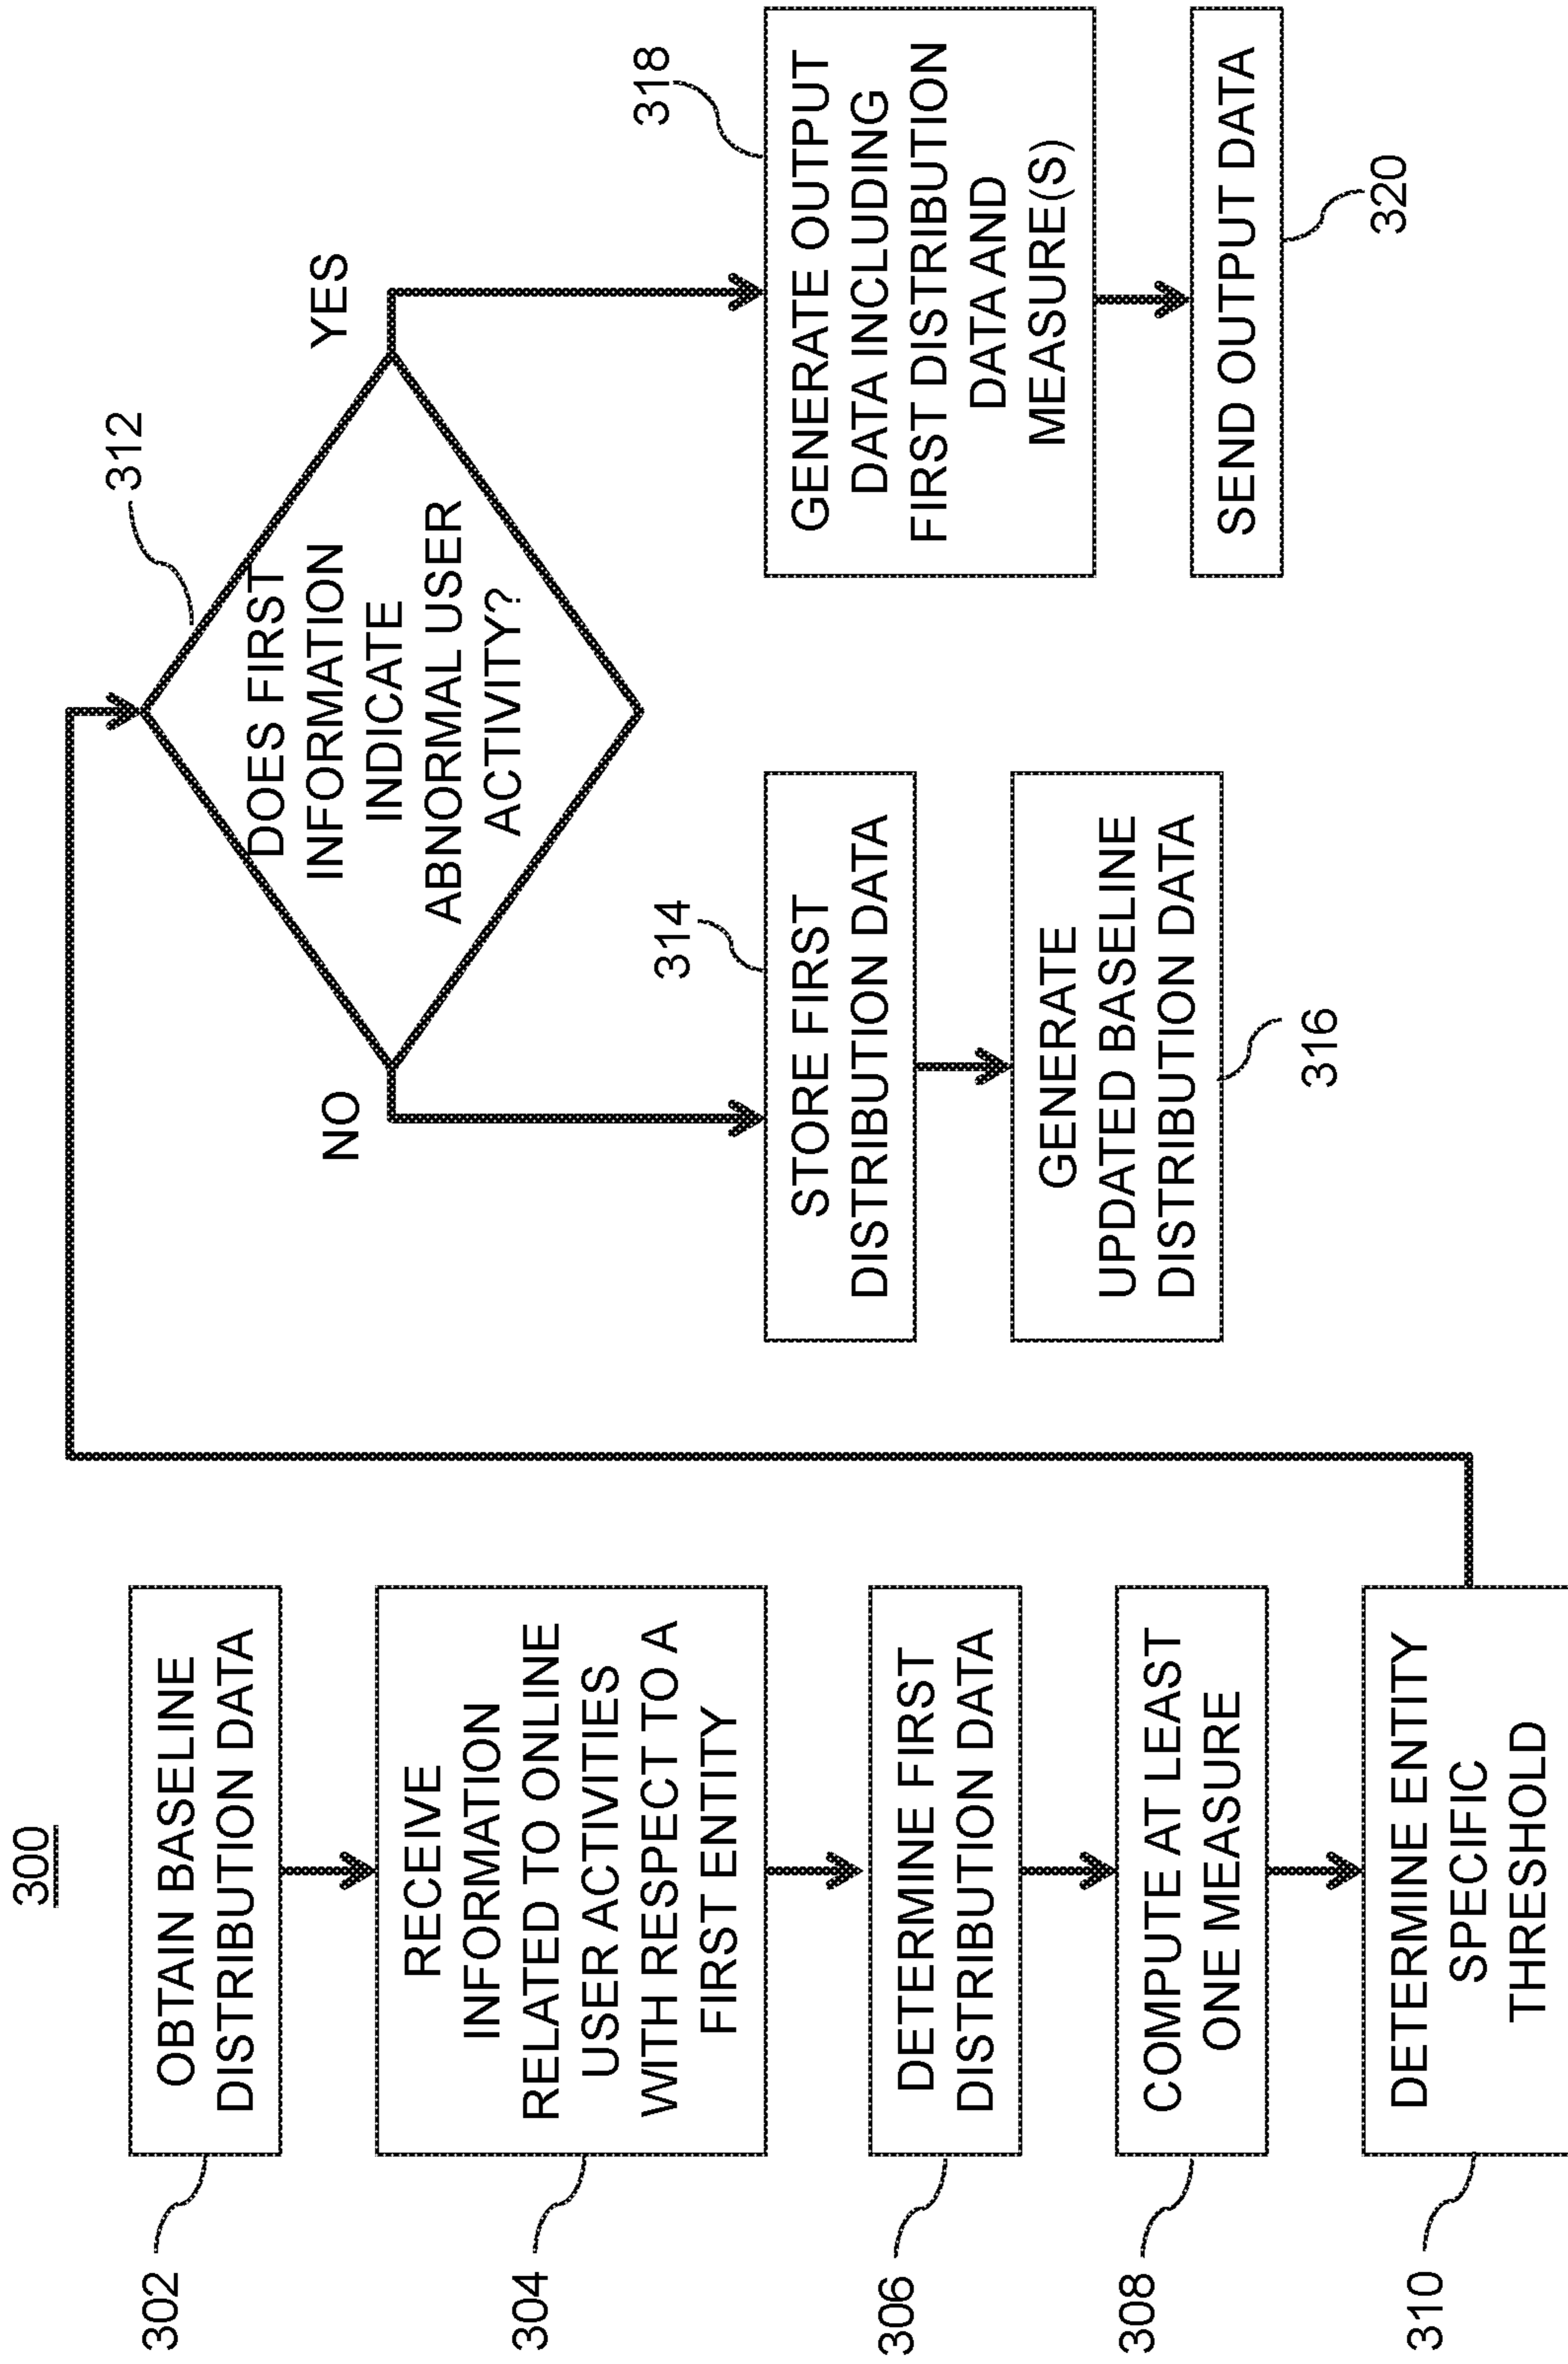 300
302
OBTAIN BASELINE
DISTRIBUTION DATA
304
RECEIVE
INFORMATION
RELATED TO ONLINE
USER ACTIVITIES
WITH RESPECT TO A
FIRST ENTITY
306
DETERMINE FIRST
DISTRIBUTION DATA
308
COMPUTE AT LEAST
ONE MEASURE
310
DETERMINE ENTITY
SPECIFIC
THRESHOLD
312
DOES FIRST
INFORMATION
INDICATE
ABNORMAL USER
ACTIVITY?
NO
YES
314
STORE FIRST
DISTRIBUTION DATA
GENERATE
UPDATED BASELINE
DISTRIBUTION DATA
316
318
GENERATE OUTPUT
DATA INCLUDING
FIRST DISTRIBUTION
DATA AND
MEASURE(S)
SEND OUTPUT DATA
320